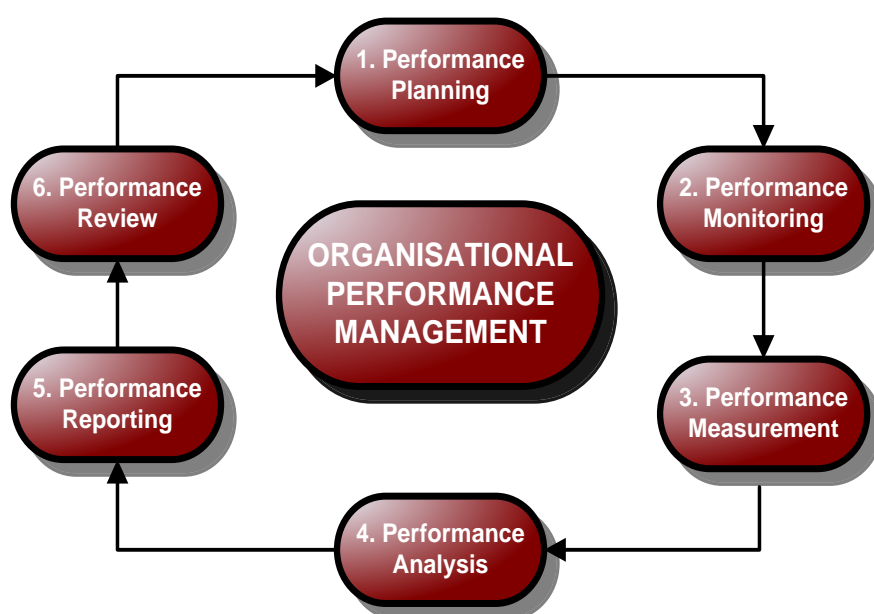 1. Performance
Planning
2. Performance
Monitoring
3. Performance
Measurement
4. Performance
Analysis
5. Performance
Reporting
6. Performance
Review
ORGANISATIONAL
PERFORMANCE
MANAGEMENT